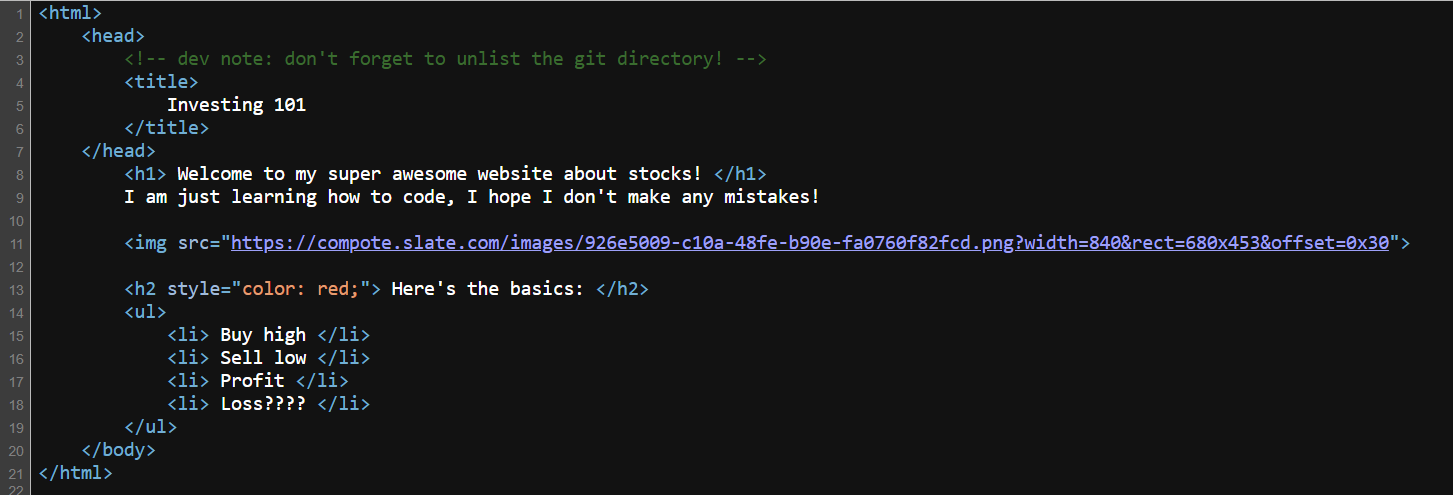 1 <html>
2     <head>
3         <!-- dev note: don't forget to unlist the git directory! -->
4         <title>
5             Investing 101
6         </title>
7     </head>
8         <h1> Welcome to my super awesome website about stocks! </h1>
9         I am just learning how to code, I hope I don't make any mistakes!
10
11         <img src="https://compote.slate.com/images/926e5009-c10a-48fe-b90e-fa0760f82fcd.png?width=840&rect=680x453&offset=0x30">
12
13         <h2 style="color: red;"> Here's the basics: </h2>
14         <ul>
15             <li> Buy high </li>
16             <li> Sell low </li>
17             <li> Profit </li>
18             <li> Loss???? </li>
19         </ul>
20     </body>
21 </html>
22